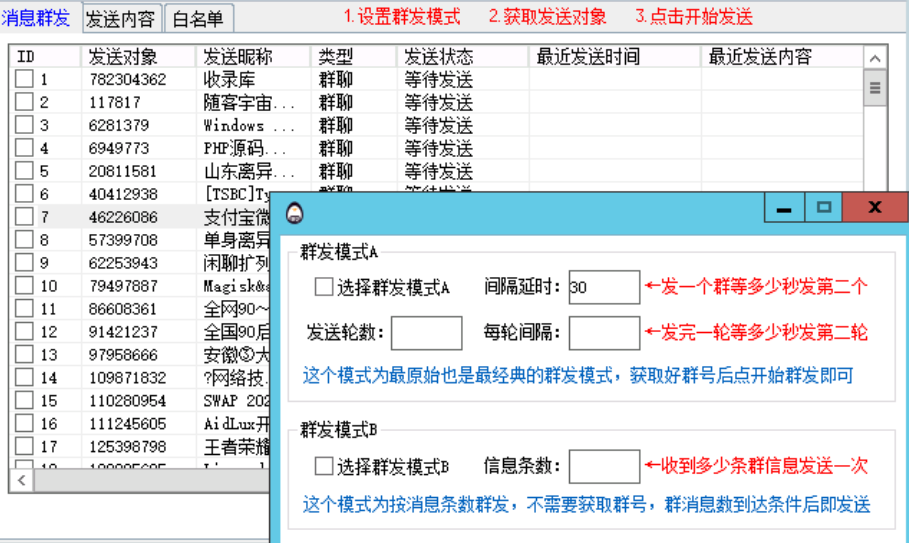 消息群发 发送内容 白名单 1.设置群发模式 2.获取发送对象 3.点击开始发送
ID 发送对象 发送昵称 类型 发送状态 最近发送时间 最近发送内容
1 782304362 收录库 群聊 等待发送
2 117817 随客宇宙... 群聊 等待发送
3 6281379 Windows ... 群聊 等待发送
4 6949773 PHP源码... 群聊 等待发送
5 20811581 山东离异... 群聊 等待发送
6 40412938 [TSBC]Ty
7 46226086 支付宝微
8 57399708 单身离异
9 62253943 闲聊扩列
10 79497887 Magisk&
11 86608361 全网90～
12 91421237 全国90后
13 97958666 安徽③大
14 109871832 ?网络技
15 110280954 SWAP 202
16 111245605 AidLux开
17 125398798 王者荣耀
群发模式A
选择群发模式A 间隔延时: 30 ←发一个群等多少秒发第二个
发送轮数: 每轮间隔: ←发完一轮等多少秒发第二轮
这个模式为最原始也是最经典的群发模式，获取好群号后点开始群发即可
群发模式B
选择群发模式B 信息条数: ←收到多少条群信息发送一次
这个模式为按消息条数群发，不需要获取群号，群消息数到达条件后即发送